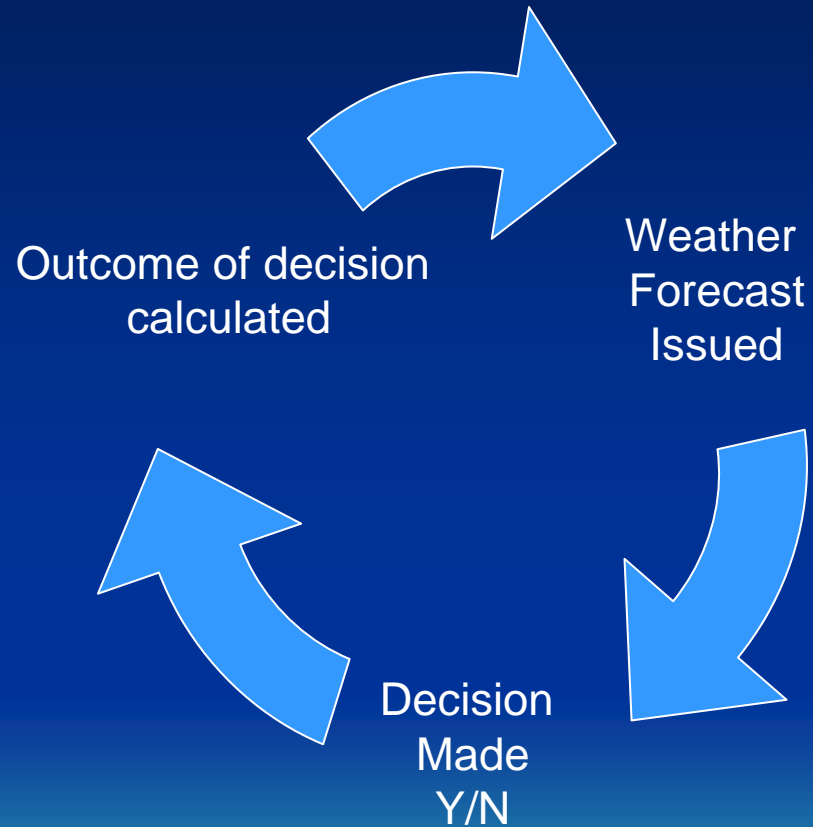 Outcome of decision
calculated
Weather
Forecast
Issued
Decision
Made
Y/N